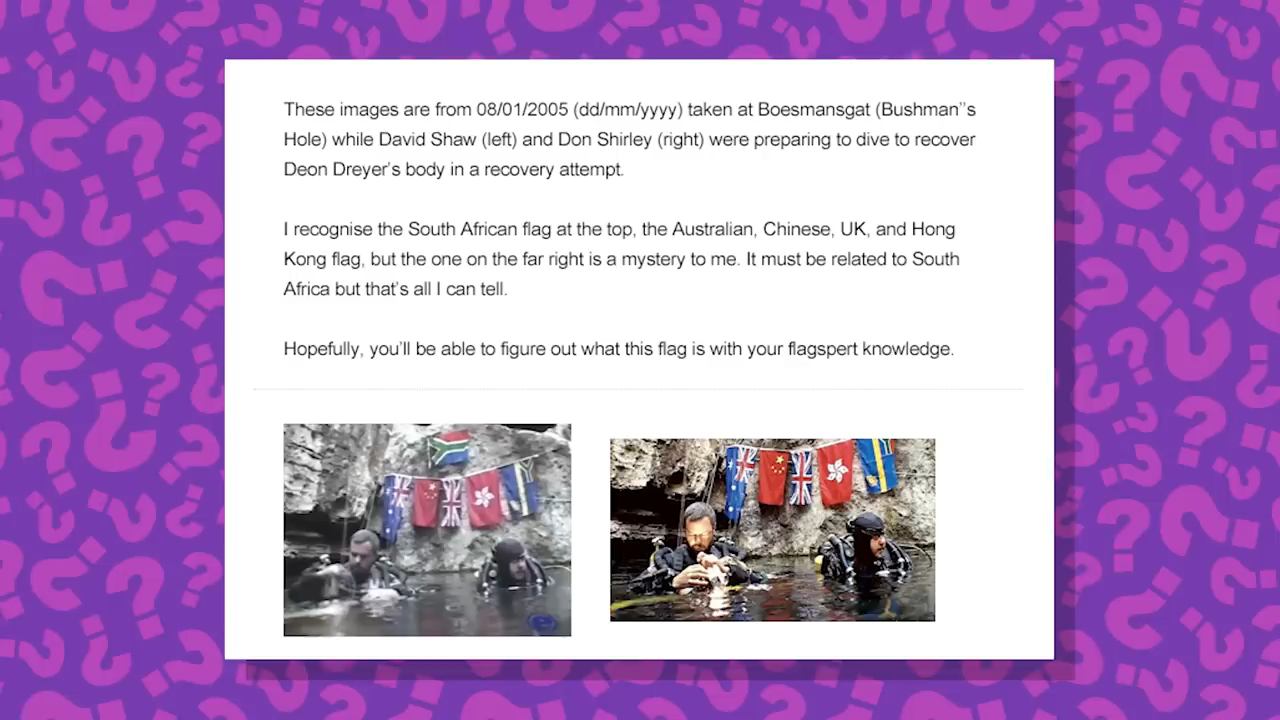 These images are from 08/01/2005 (dd/mm/yyyy) taken at Boesmansgat (Bushman''s
Hole) while David Shaw (left) and Don Shirley (right) were preparing to dive to recover
Deon Dreyer's body in a recovery attempt.
I recognise the South African flag at the top, the Australian, Chinese, UK, and Hong
Kong flag, but the one on the far right is a mystery to me. It must be related to South
Africa but that's all I can tell.
Hopefully, you'll be able to figure out what this flag is with your flagspert knowledge.